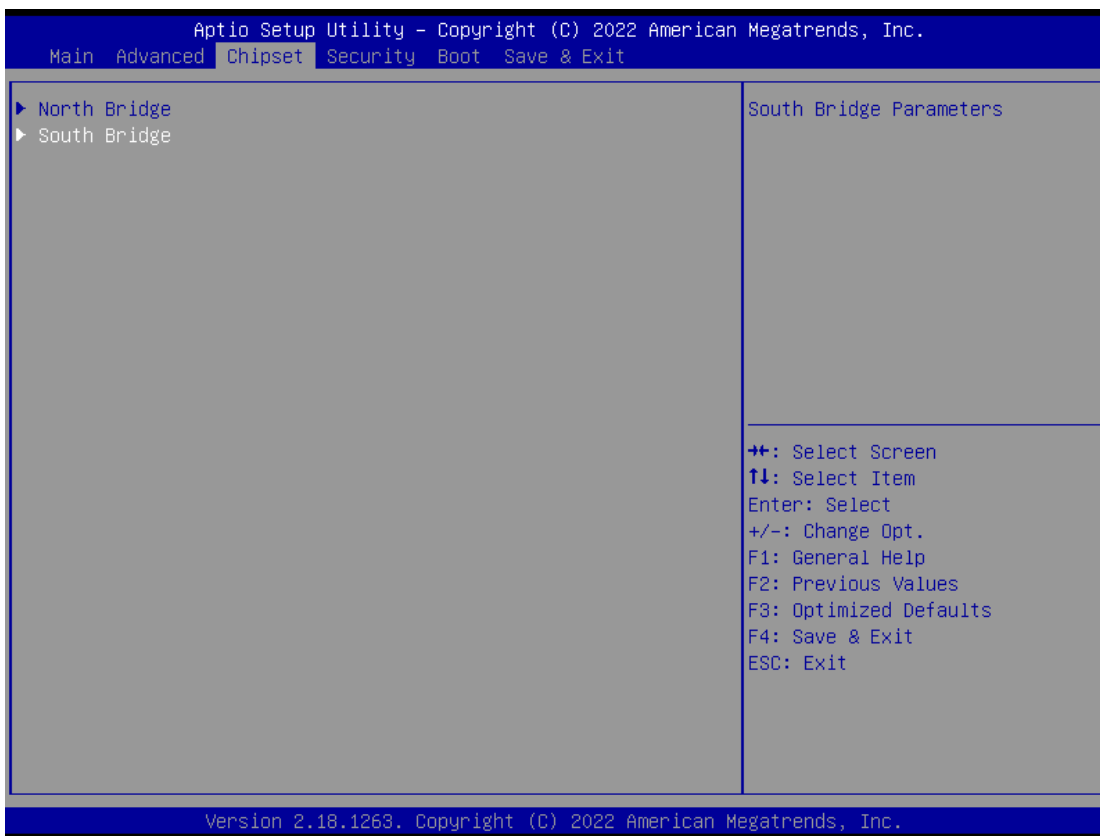 Aptio Setup Utility – Copyright (C) 2022 American Megatrends, Inc.
Main Advanced Chipset Security Boot Save & Exit
► North Bridge
► South Bridge
South Bridge Parameters
→←: Select Screen
↑↓: Select Item
Enter: Select
+/-: Change Opt.
F1: General Help
F2: Previous Values
F3: Optimized Defaults
F4: Save & Exit
ESC: Exit
Version 2.18.1263. Copyright (C) 2022 American Megatrends, Inc.